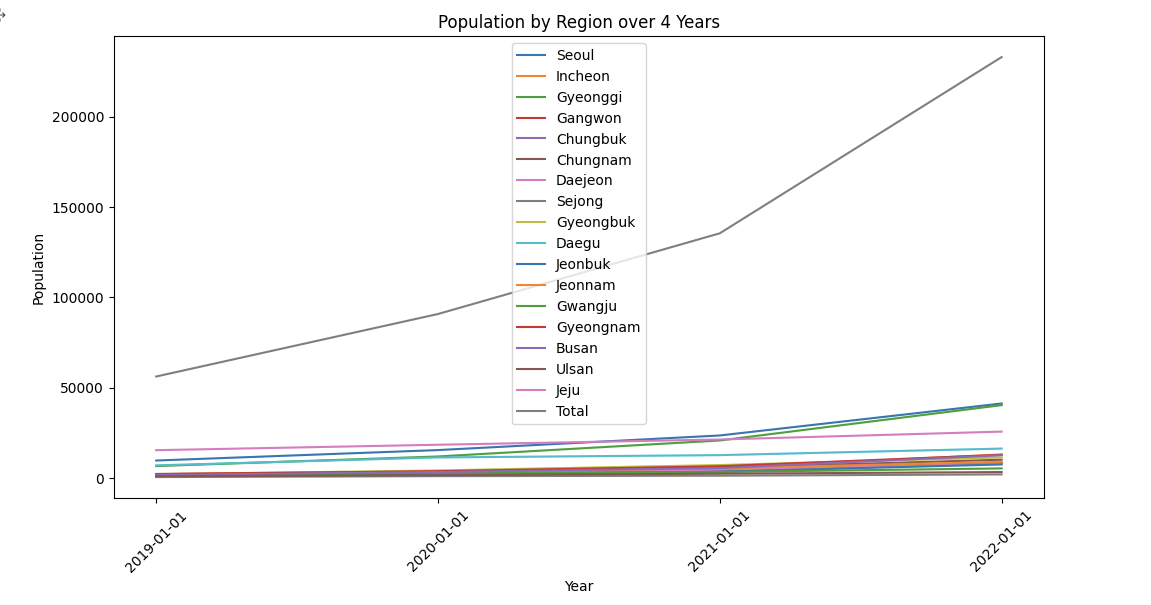 Population by Region over 4 Years
Seoul
Incheon
Gyeonggi
Gangwon
Chungbuk
Chungnam
Daejeon
Sejong
Gyeongbuk
Daegu
Jeonbuk
Jeonnam
Gwangju
Gyeongnam
Busan
Ulsan
Jeju
Total
Population
200000
150000
100000
50000
0
2019-01-01
2020-01-01
2021-01-01
2022-01-01
Year